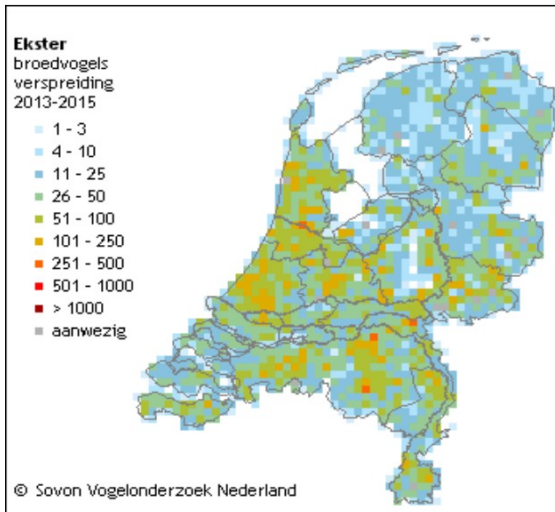 Ekster
broedvogels
verspreiding
2013-2015
1 - 3
4 - 10
11 - 25
26 - 50
51 - 100
101 - 250
251 - 500
501 - 1000
> 1000
aanwezig
© Sovon Vogelonderzoek Nederland